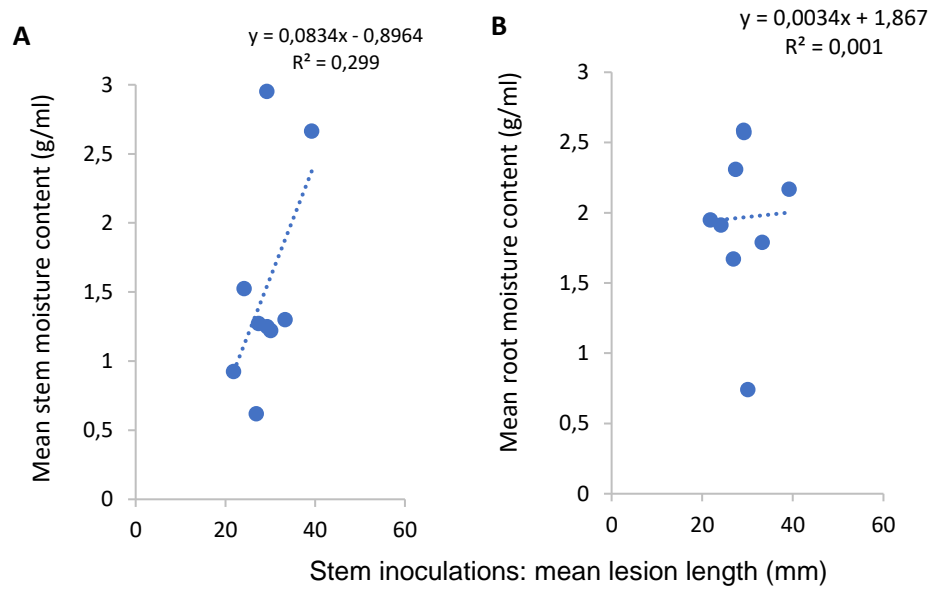 A
y = 0,0834x - 0,8964
R² = 0,299
Mean stem moisture content (g/ml)
3
2,5
2
1,5
1
0,5
0
0 20 40 60
B
y = 0,0034x + 1,867
R² = 0,001
Mean root moisture content (g/ml)
3
2,5
2
1,5
1
0,5
0
0 20 40 60
Stem inoculations: mean lesion length (mm)